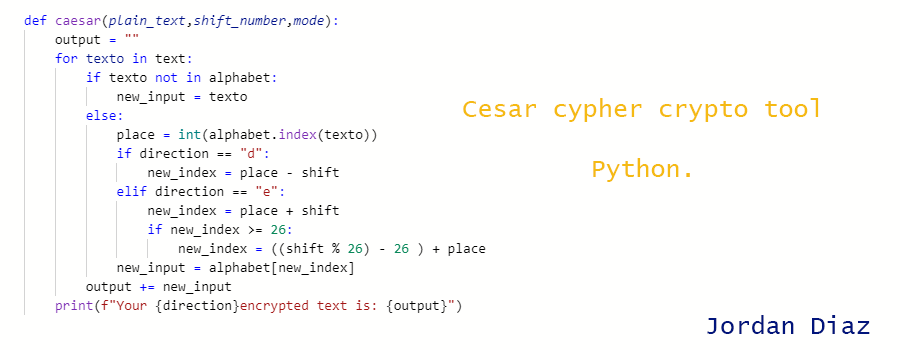 def caesar(plain_text,shift_number,mode):
    output = ""
    for texto in text:
        if texto not in alphabet:
            new_input = texto
        else:
            place = int(alphabet.index(texto))
            if direction == "d":
                new_index = place - shift
            elif direction == "e":
                new_index = place + shift
                if new_index >= 26:
                    new_index = ((shift % 26) - 26 ) + place
            new_input = alphabet[new_index]
        output += new_input
    print(f"Your {direction}encrypted text is: {output}")
Cesar cypher crypto tool
Python.
Jordan Diaz